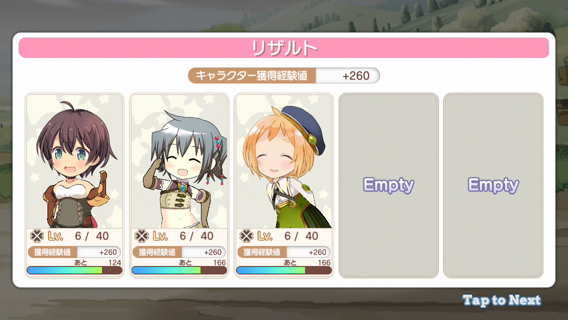 リザルト
キャラクター獲得経験値 +260
Empty
Empty
Lv. 6 / 40
獲得経験値 +260
あと 124
Lv. 6 / 40
獲得経験値 +260
あと 166
Lv. 6 / 40
獲得経験値 +260
あと 166
Tap to Next